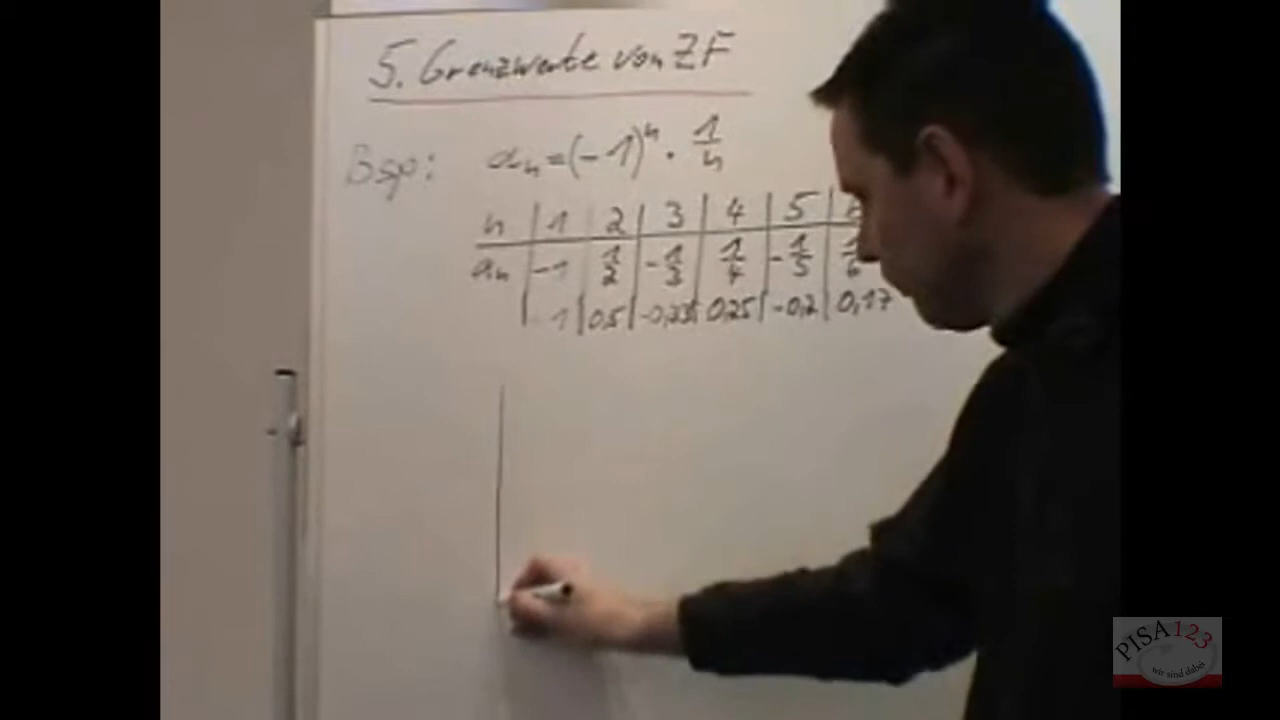 5. Grenzwerte von ZF
Bsp: aₙ = (-1)ⁿ · 1/n
n | 1 | 2 | 3 | 4 | 5 |
aₙ | -1 | 1/2 | -1/3 | 1/4 | -1/5 | 1/6
-1 | 0,5 | -0,33 | 0,25 | -0,2 | 0,17
PISA123
wir sind dabei